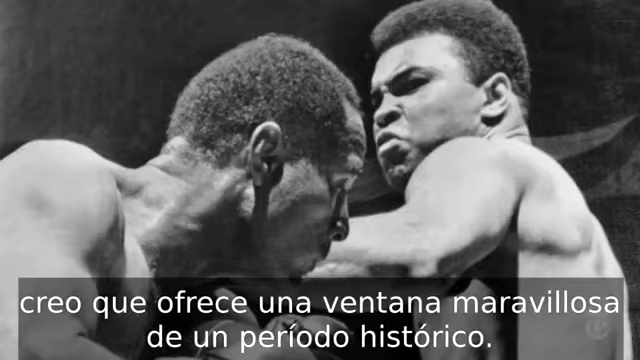 creo que ofrece una ventana maravillosa
de un período histórico.